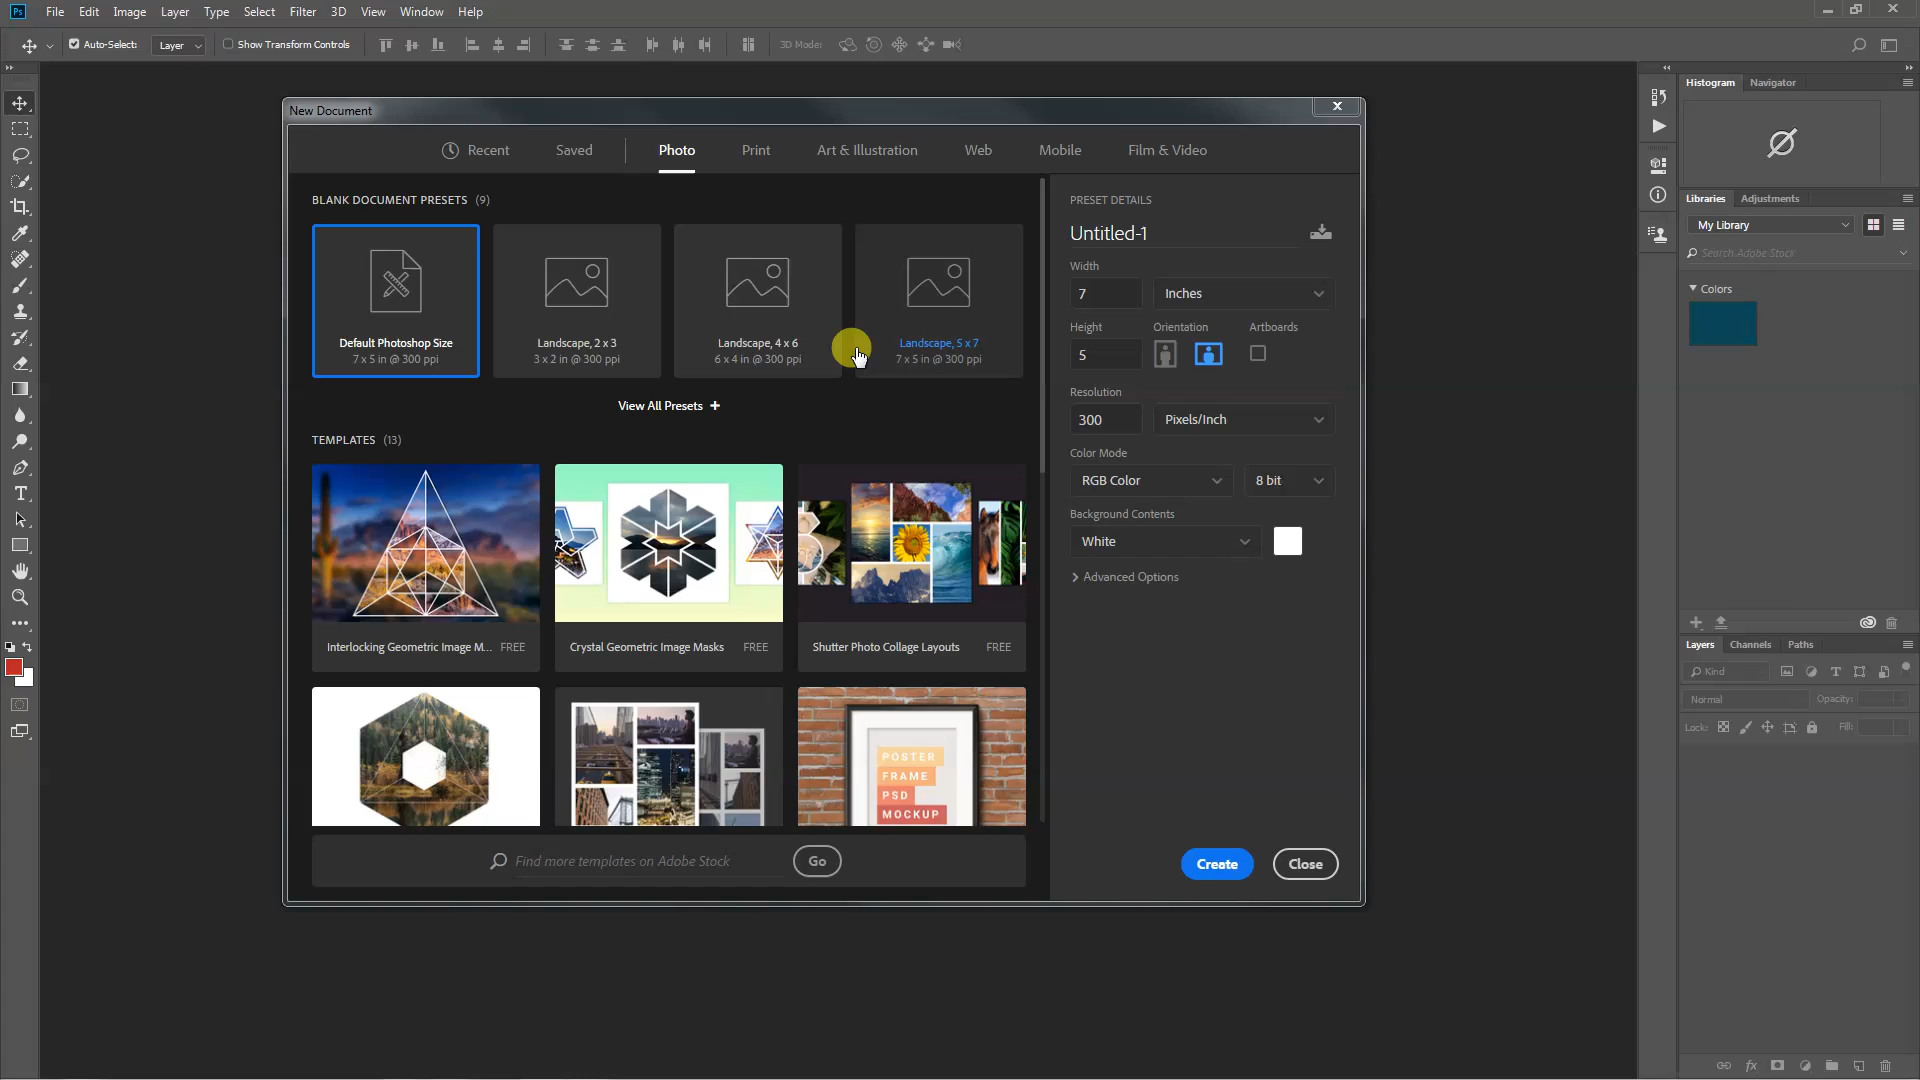 Ps File Edit Image Layer Type Select Filter 3D View Window Help
Auto-Select: Layer Show Transform Controls 3D Mode:
New Document
Recent Saved Photo Print Art & Illustration Web Mobile Film & Video
BLANK DOCUMENT PRESETS (9)
Default Photoshop Size
7 x 5 in @ 300 ppi
Landscape, 2 x 3
3 x 2 in @ 300 ppi
Landscape, 4 x 6
6 x 4 in @ 300 ppi
Landscape, 5 x 7
7 x 5 in @ 300 ppi
View All Presets +
TEMPLATES (13)
Interlocking Geometric Image M... FREE
Crystal Geometric Image Masks FREE
Shutter Photo Collage Layouts FREE
POSTER
FRAME
PSD
MOCKUP
Find more templates on Adobe Stock Go
PRESET DETAILS
Untitled-1
Width
7 Inches
Height Orientation Artboards
5
Resolution
300 Pixels/Inch
Color Mode
RGB Color 8 bit
Background Contents
White
Advanced Options
Create Close
Histogram Navigator
Libraries Adjustments
My Library
Search Adobe Stock
Colors
Layers Channels Paths
Kind
Normal Opacity:
Lock: Fill:
fx